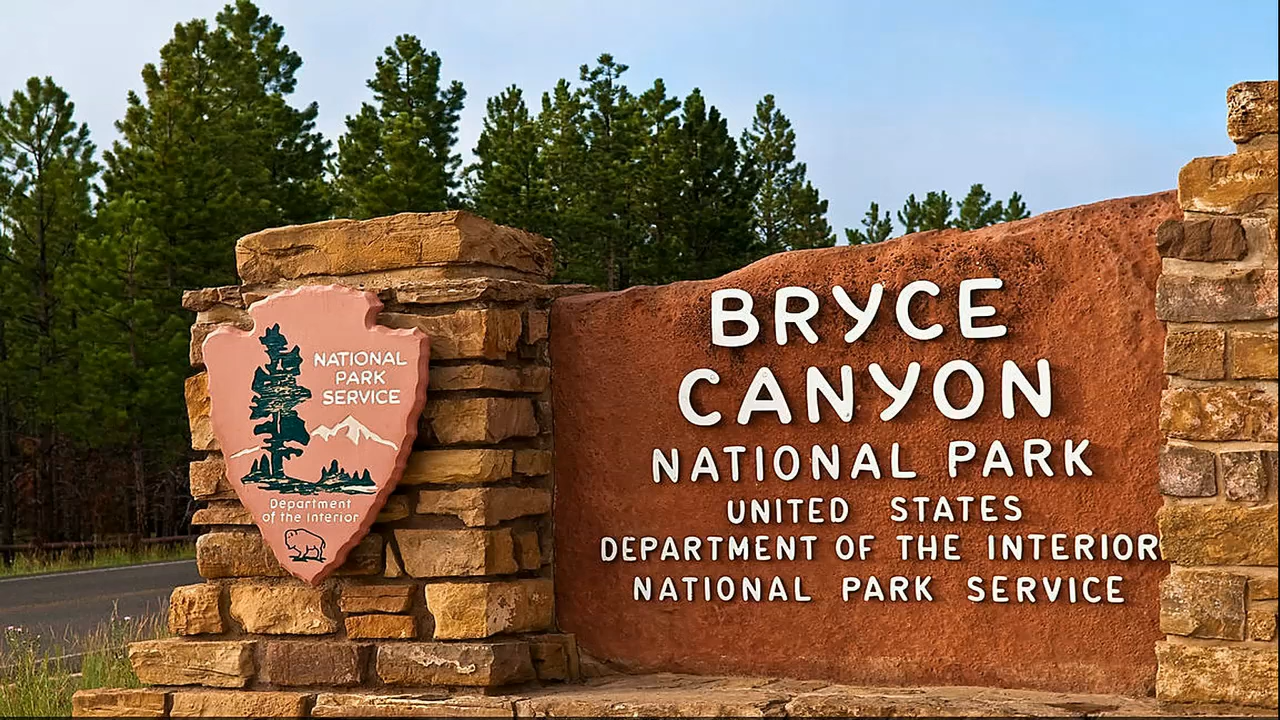 NATIONAL
PARK
SERVICE
Department
of the Interior
BRYCE
CANYON
NATIONAL PARK
UNITED STATES
DEPARTMENT OF THE INTERIOR
NATIONAL PARK SERVICE